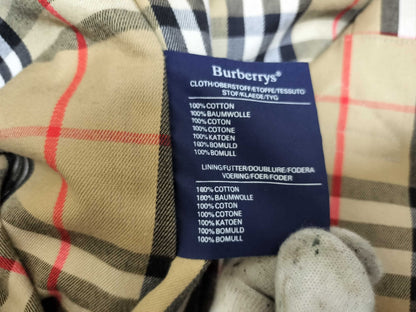 Burberrys®
CLOTH/OBERSTOFF/ETOFFE/TESSUTO
STOF/KLAEDE/TYG
100% COTTON
100% BAUMWOLLE
100% COTON
100% COTONE
100% KATOEN
100% BOMULD
100% BOMULL
LINING/FUTTER/DOUBLURE/FODERA
VOERING/FOER/FODER
100% COTTON
100% BAUMWOLLE
100% COTON
100% COTONE
100% KATOEN
100% BOMULD
100% BOMULL